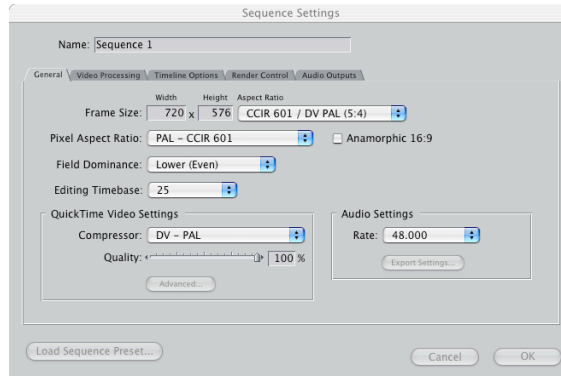 Sequence Settings
Name: Sequence 1
General Video Processing Timeline Options Render Control Audio Outputs
Width Height Aspect Ratio
Frame Size: 720 x 576 CCIR 601 / DV PAL (5:4)
Pixel Aspect Ratio: PAL – CCIR 601 Anamorphic 16:9
Field Dominance: Lower (Even)
Editing Timebase: 25
QuickTime Video Settings Audio Settings
Compressor: DV – PAL Rate: 48.000
Quality: 100 % Export Settings...
Advanced...
Load Sequence Preset... Cancel OK